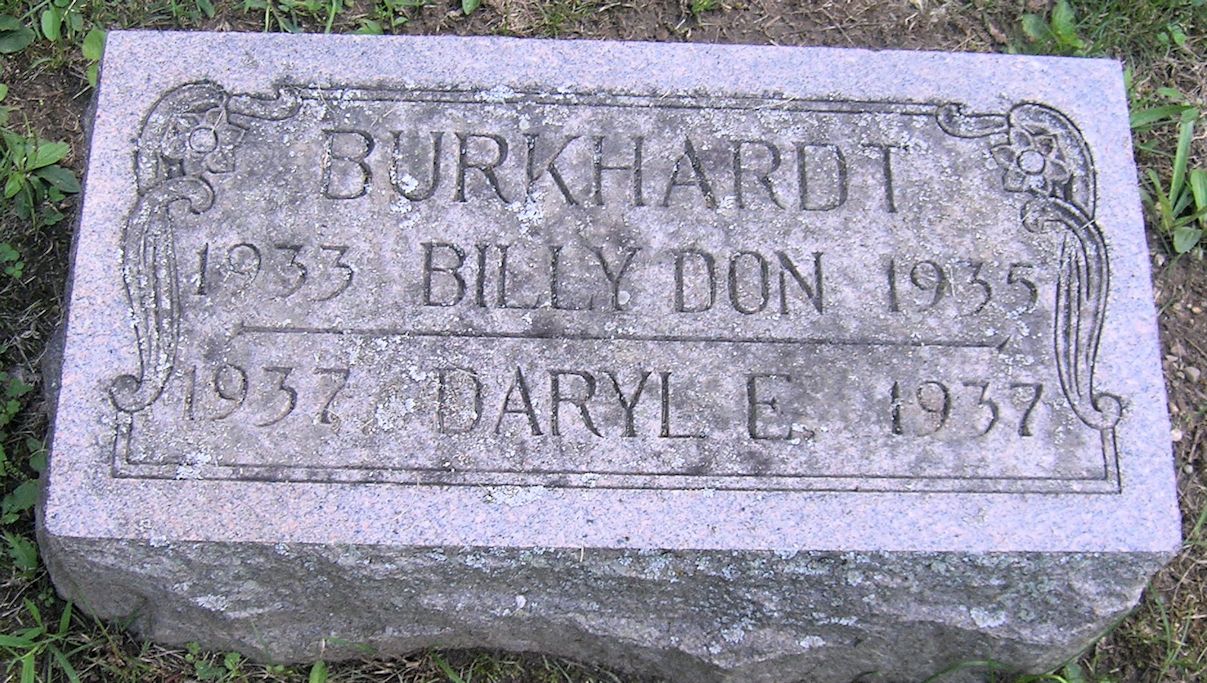 BURKHARDT
1933 BILLY DON 1935
1937 DARYL E. 1937